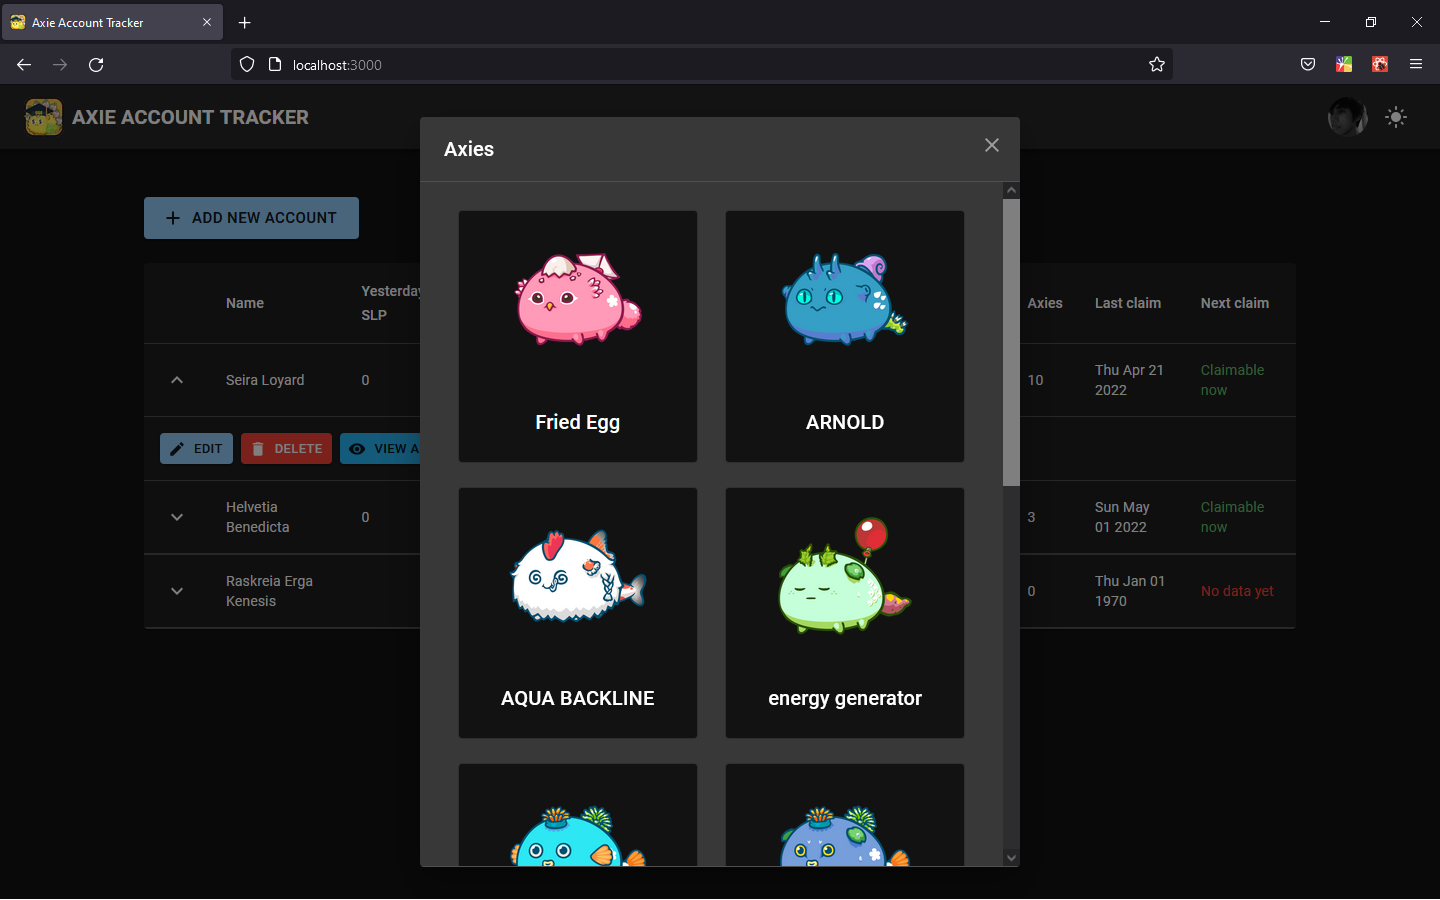 Axie Account Tracker
localhost:3000
AXIE ACCOUNT TRACKER
Axies
ADD NEW ACCOUNT
Name
Yesterday
SLP
Axies
Last claim
Next claim
Seira Loyard
0
10
Thu Apr 21
2022
Claimable
now
EDIT
DELETE
VIEW A
Helvetia
Benedicta
0
3
Sun May
01 2022
Claimable
now
Raskreia Erga
Kenesis
0
Thu Jan 01
1970
No data yet
Fried Egg
ARNOLD
AQUA BACKLINE
energy generator